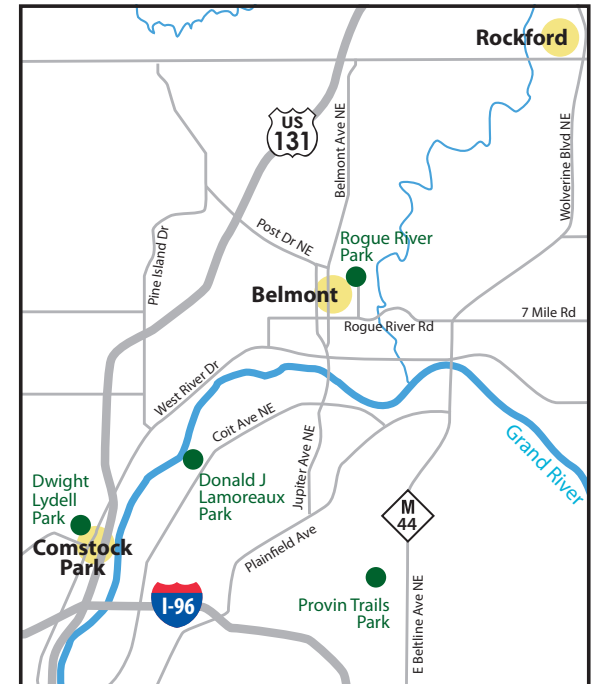 Rockford
US
131
Belmont Ave NE
Wolverine Blvd NE
Post Dr NE
Pine Island Dr
Rogue River
Park
Belmont
7 Mile Rd
Rogue River Rd
West River Dr
Coit Ave NE
Grand River
Jupiter Ave NE
Dwight
Lydell
Park
Donald J
Lamoreaux
Park
M
44
Comstock
Park
Plainfield Ave
I-96
Provin Trails
Park
E Beltline Ave NE